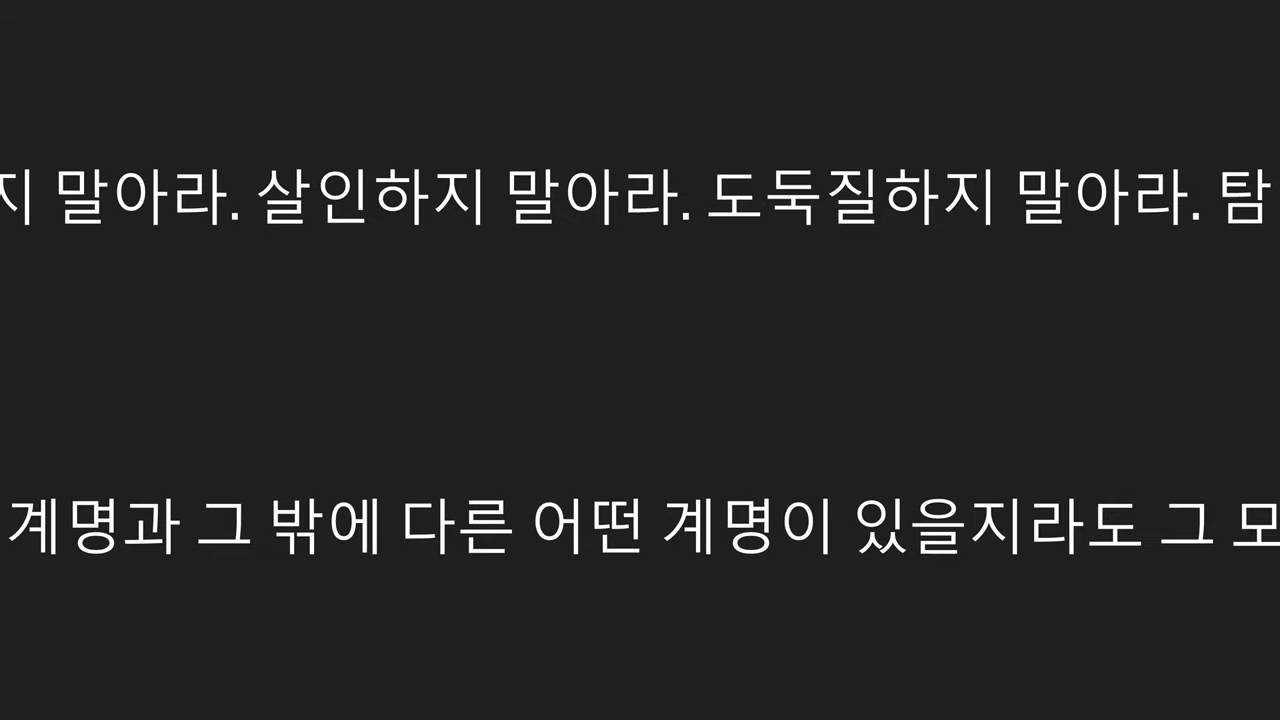 지 말아라. 살인하지 말아라. 도둑질하지 말아라. 탐
계명과 그 밖에 다른 어떤 계명이 있을지라도 그 모